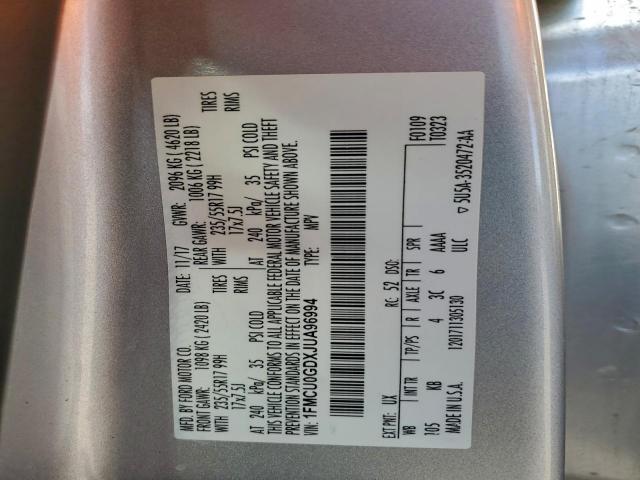 MFD. BY FORD MOTOR CO.
DATE: 11/17 GVWR: 2096 KG ( 4620 LB)
FRONT GAWR: REAR GAWR:
1098 KG ( 2420 LB) 1006 KG ( 2218 LB)
WITH WITH
235/55R17 99H TIRES 235/55R17 99H TIRES
17x7.5J RIMS 17x7.5J RIMS
AT 240 kPa/ 35 PSI COLD AT 240 kPa/ 35 PSI COLD
THIS VEHICLE CONFORMS TO ALL APPLICABLE FEDERAL MOTOR VEHICLE SAFETY AND THEFT
PREVENTION STANDARDS IN EFFECT ON THE DATE OF MANUFACTURE SHOWN ABOVE.
VIN: 1FMCU0GDXJUA96994 TYPE: MPV
F0109
EXT PNT: UX RC: 52 DSO: T0323
WB INT TR TP/PS R AXLE TR SPR
105 KB 4 3C 6 AAAA
▽ 5U5A-3520472-AA
MADE IN U.S.A. 12017711305130 ULC